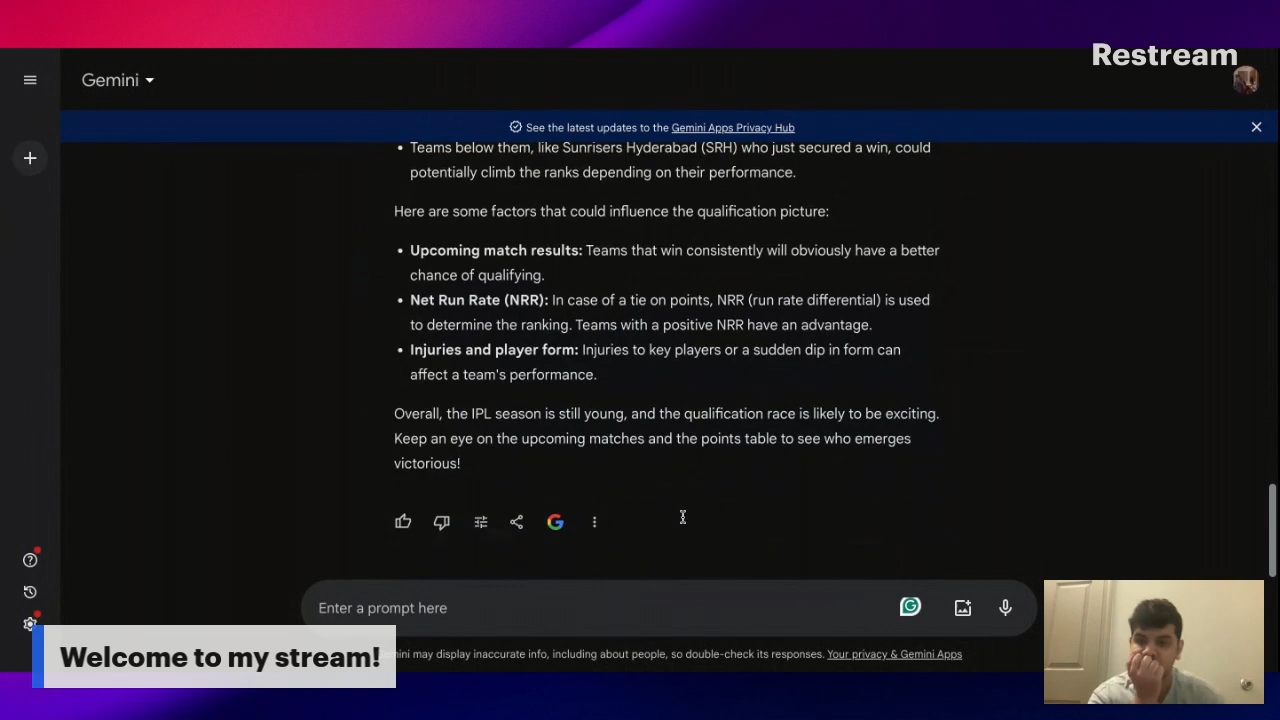 Restream
Gemini
See the latest updates to the Gemini Apps Privacy Hub
• Teams below them, like Sunrisers Hyderabad (SRH) who just secured a win, could
potentially climb the ranks depending on their performance.
Here are some factors that could influence the qualification picture:
• Upcoming match results: Teams that win consistently will obviously have a better
chance of qualifying.
• Net Run Rate (NRR): In case of a tie on points, NRR (run rate differential) is used
to determine the ranking. Teams with a positive NRR have an advantage.
• Injuries and player form: Injuries to key players or a sudden dip in form can
affect a team's performance.
Overall, the IPL season is still young, and the qualification race is likely to be exciting.
Keep an eye on the upcoming matches and the points table to see who emerges
victorious!
Enter a prompt here
may display inaccurate info, including about people, so double-check its responses. Your privacy & Gemini Apps
Welcome to my stream!